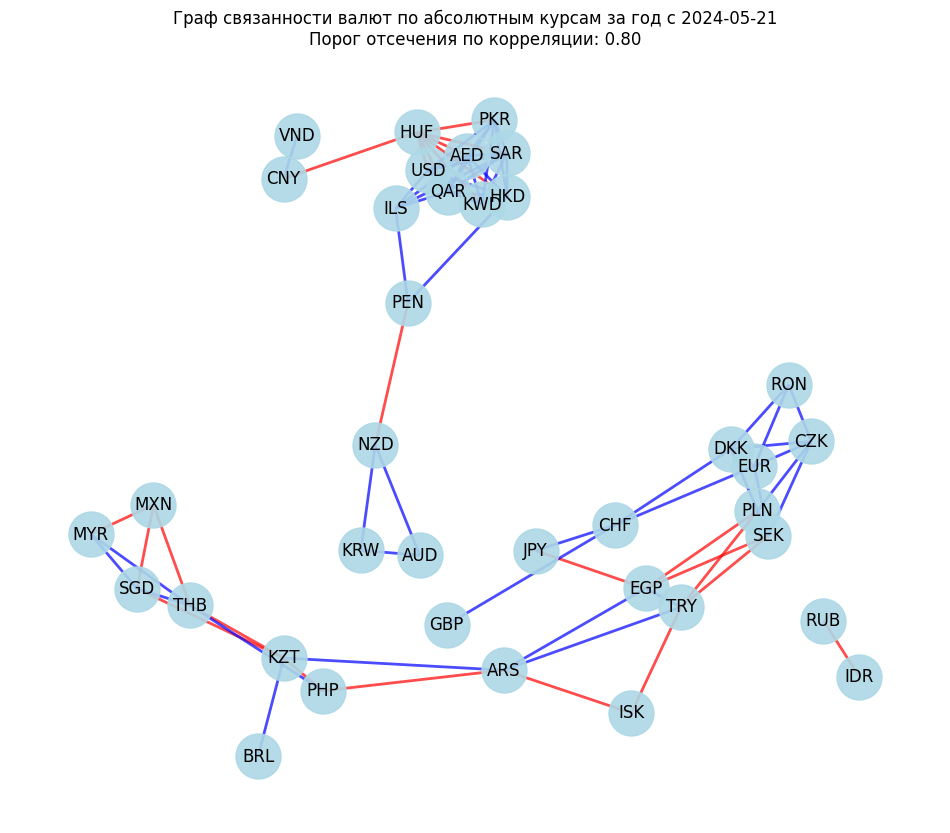 Граф связанности валют по абсолютным курсам за год с 2024-05-21
Порог отсечения по корреляции: 0.80
PKR
HUF
VND
AED
SAR
USD
CNY
QAR
HKD
KWD
ILS
PEN
RON
CZK
NZD
DKK
EUR
MXN
PLN
CHF
MYR
SEK
KRW
JPY
AUD
SGD
EGP
THB
TRY
RUB
GBP
KZT
ARS
IDR
PHP
ISK
BRL